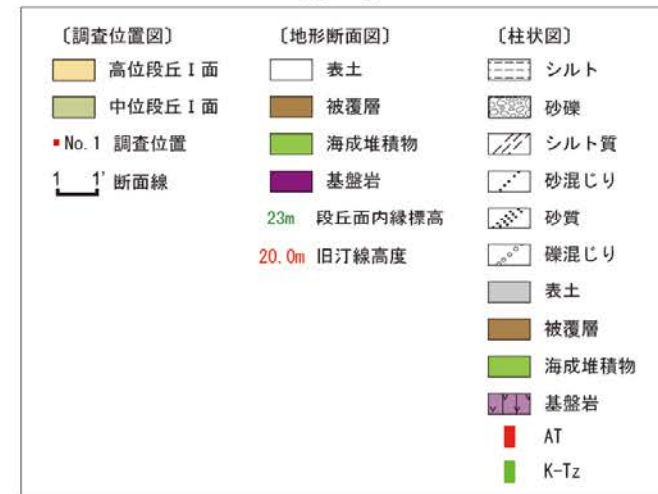 〔調査位置図〕
高位段丘Ⅰ面
中位段丘Ⅰ面
No.1 調査位置
1 1' 断面線
〔地形断面図〕
表土
被覆層
海成堆積物
基盤岩
23m 段丘面内縁標高
20.0m 旧汀線高度
〔柱状図〕
シルト
砂礫
シルト質
砂混じり
砂質
礫混じり
表土
被覆層
海成堆積物
基盤岩
AT
K-Tz